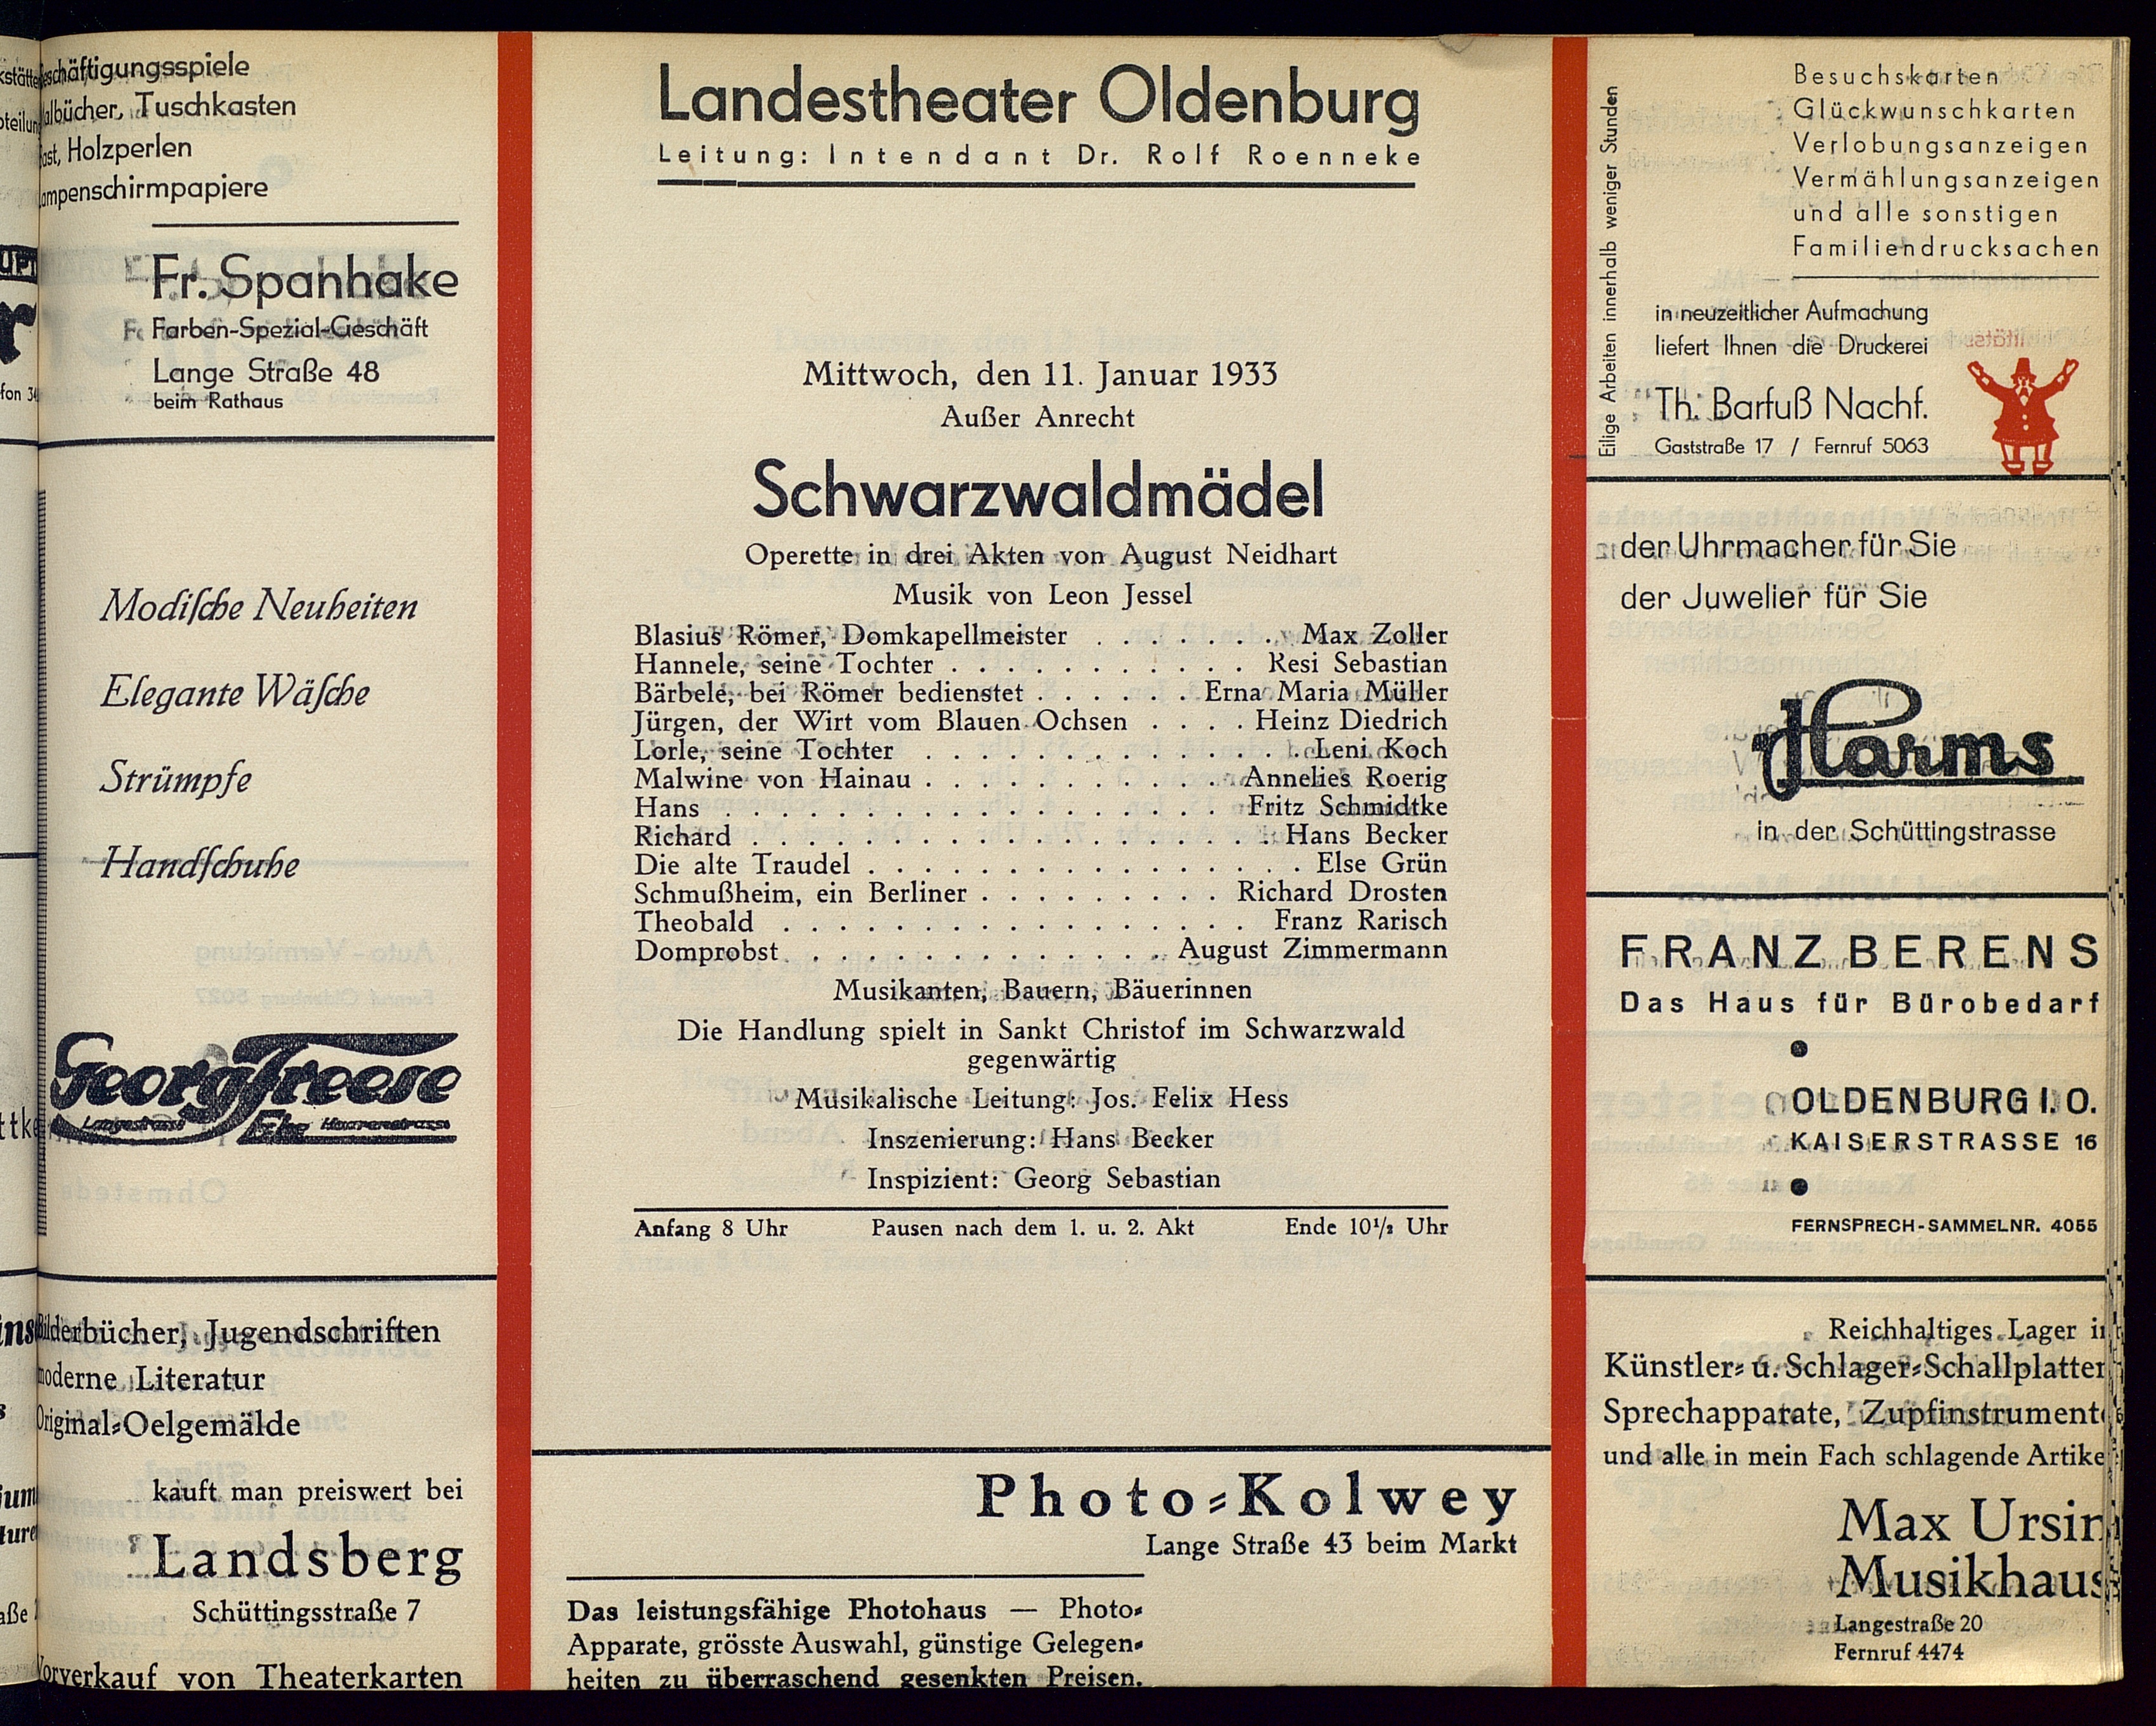 Beschäftigungsspiele
Malbücher, Tuschkasten
Bast, Holzperlen
Lampenschirmpapiere
Fr. Spanhake
Farben-Spezial-Geschäft
Lange Straße 48
beim Rathaus
Modische Neuheiten
Elegante Wäsche
Strümpfe
Handschuhe
Georg Freese
Langestrasse Ecke Haarenstrasse
Bilderbücher, Jugendschriften
moderne Literatur
Original-Oelgemälde
kauft man preiswert bei
Landsberg
Schüttingsstraße 7
Vorverkauf von Theaterkarten
Landestheater Oldenburg
Leitung: Intendant Dr. Rolf Roenneke
Mittwoch, den 11. Januar 1933
Außer Anrecht
Schwarzwaldmädel
Operette in drei Akten von August Neidhart
Musik von Leon Jessel
Blasius Römer, Domkapellmeister . . . . . . . Max Zoller
Hannele, seine Tochter . . . . . . . . . . . Resi Sebastian
Bärbele, bei Römer bedienstet . . . . . . Erna Maria Müller
Jürgen, der Wirt vom Blauen Ochsen . . . . Heinz Diedrich
Lorle, seine Tochter . . . . . . . . . . . . . Leni Koch
Malwine von Hainau . . . . . . . . . . . Annelies Roerig
Hans . . . . . . . . . . . . . . . . . . Fritz Schmidtke
Richard . . . . . . . . . . . . . . . . . . Hans Becker
Die alte Traudel . . . . . . . . . . . . . . . . Else Grün
Schmußheim, ein Berliner . . . . . . . . . Richard Drosten
Theobald . . . . . . . . . . . . . . . . . Franz Rarisch
Domprobst . . . . . . . . . . . . . . August Zimmermann
Musikanten, Bauern, Bäuerinnen
Die Handlung spielt in Sankt Christof im Schwarzwald
gegenwärtig
Musikalische Leitung: Jos. Felix Hess
Inszenierung: Hans Becker
Inspizient: Georg Sebastian
Anfang 8 Uhr Pausen nach dem 1. u. 2. Akt Ende 10½ Uhr
Photo-Kolwey
Lange Straße 43 beim Markt
Das leistungsfähige Photohaus — Photo-
Apparate, grösste Auswahl, günstige Gelegen-
heiten zu überraschend gesenkten Preisen.
Eilige Arbeiten innerhalb weniger Stunden
Besuchskarten
Glückwunschkarten
Verlobungsanzeigen
Vermählungsanzeigen
und alle sonstigen
Familiendrucksachen
in neuzeitlicher Aufmachung
liefert Ihnen die Druckerei
Th. Barfuß Nachf.
Gaststraße 17 / Fernruf 5063
der Uhrmacher für Sie
der Juwelier für Sie
Harms
in der Schüttingstrasse
FRANZ BERENS
Das Haus für Bürobedarf
OLDENBURG I. O.
KAISERSTRASSE 16
FERNSPRECH-SAMMELNR. 4055
Reichhaltiges Lager in
Künstler- u. Schlager-Schallplatten
Sprechapparate, Zupfinstrumente
und alle in mein Fach schlagende Artikel
Max Ursin
Musikhaus
Langestraße 20
Fernruf 4474